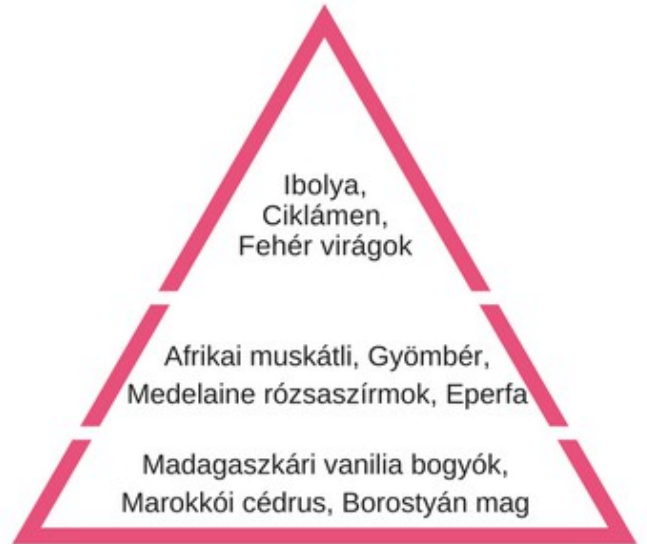 Ibolya,
Ciklámen,
Fehér virágok
Afrikai muskátli, Gyömbér,
Medelaine rózsaszírmok, Eperfa
Madagaszkári vanilia bogyók,
Marokkói cédrus, Borostyán mag